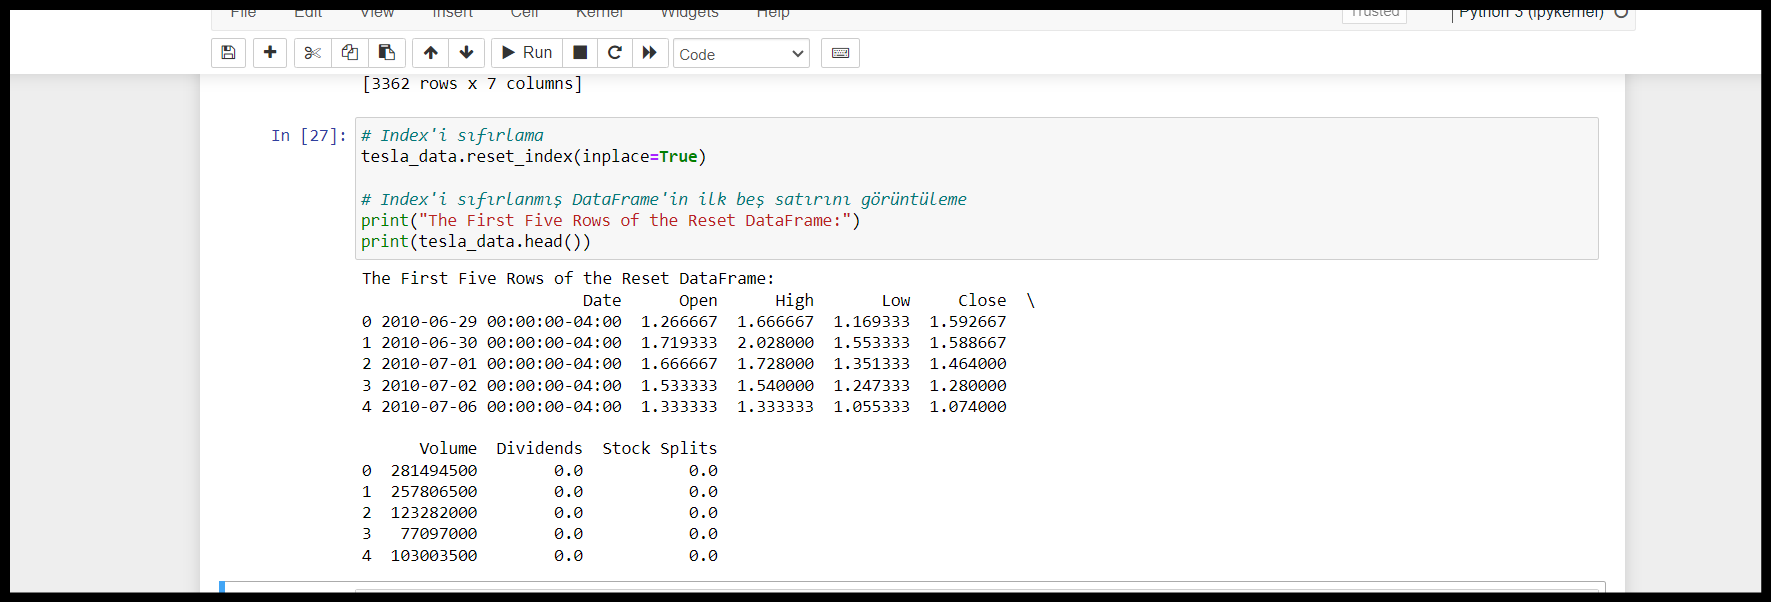 File Edit View Insert Cell Kernel Widgets Help Trusted Python 3 (ipykernel)
Run Code
[3362 rows x 7 columns]
In [27]: # Index'i sıfırlama
tesla_data.reset_index(inplace=True)
# Index'i sıfırlanmış DataFrame'in ilk beş satırını görüntüleme
print("The First Five Rows of the Reset DataFrame:")
print(tesla_data.head())
The First Five Rows of the Reset DataFrame:
Date Open High Low Close \
0 2010-06-29 00:00:00-04:00 1.266667 1.666667 1.169333 1.592667
1 2010-06-30 00:00:00-04:00 1.719333 2.028000 1.553333 1.588667
2 2010-07-01 00:00:00-04:00 1.666667 1.728000 1.351333 1.464000
3 2010-07-02 00:00:00-04:00 1.533333 1.540000 1.247333 1.280000
4 2010-07-06 00:00:00-04:00 1.333333 1.333333 1.055333 1.074000
Volume Dividends Stock Splits
0 281494500 0.0 0.0
1 257806500 0.0 0.0
2 123282000 0.0 0.0
3 77097000 0.0 0.0
4 103003500 0.0 0.0